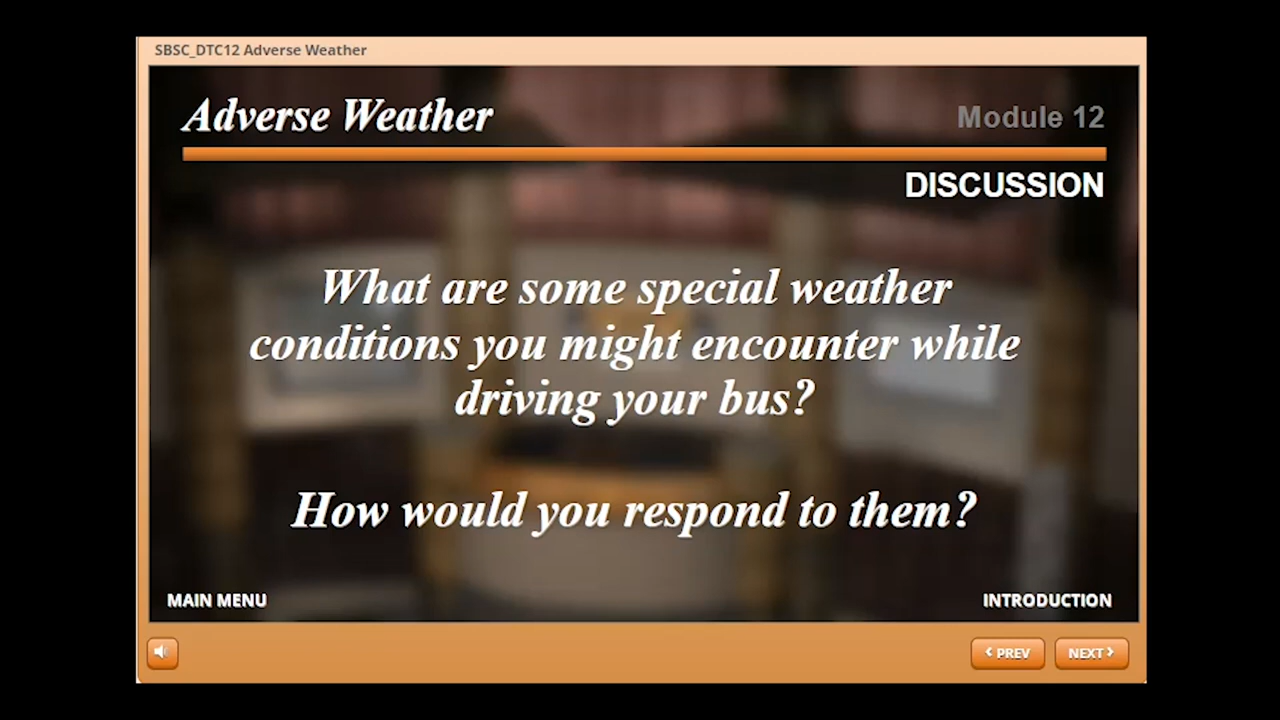 SBSC_DTC12 Adverse Weather
Adverse Weather
Module 12
DISCUSSION
What are some special weather
conditions you might encounter while
driving your bus?
How would you respond to them?
MAIN MENU
INTRODUCTION
PREV
NEXT